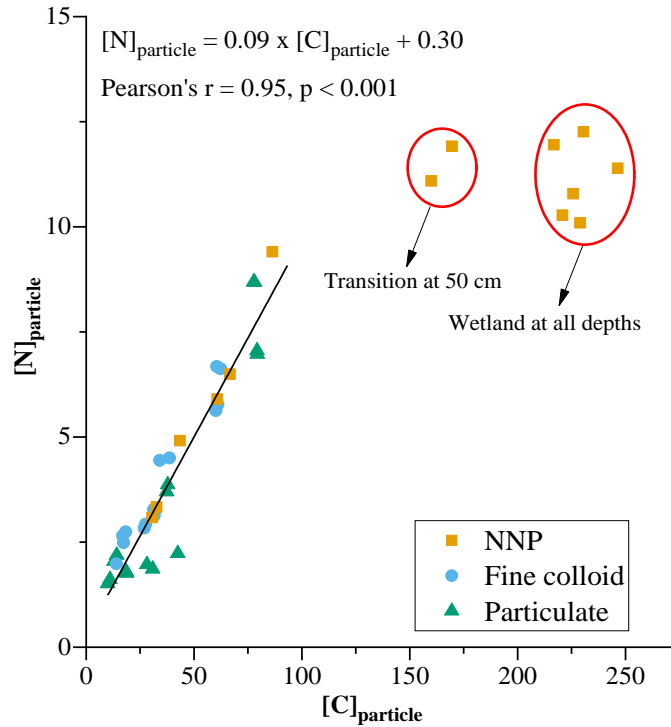 [N]particle = 0.09 x [C]particle + 0.30
Pearson's r = 0.95, p < 0.001
15
10
5
0
[N]particle
Transition at 50 cm
Wetland at all depths
NNP
Fine colloid
Particulate
0 50 100 150 200 250
[C]particle